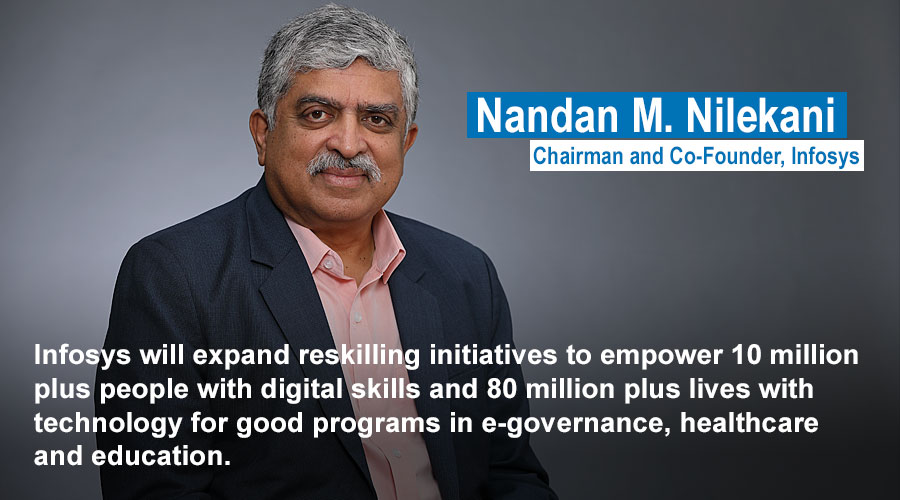 Nandan M. Nilekani
Chairman and Co-Founder, Infosys
Infosys will expand reskilling initiatives to empower 10 million
plus people with digital skills and 80 million plus lives with
technology for good programs in e-governance, healthcare
and education.